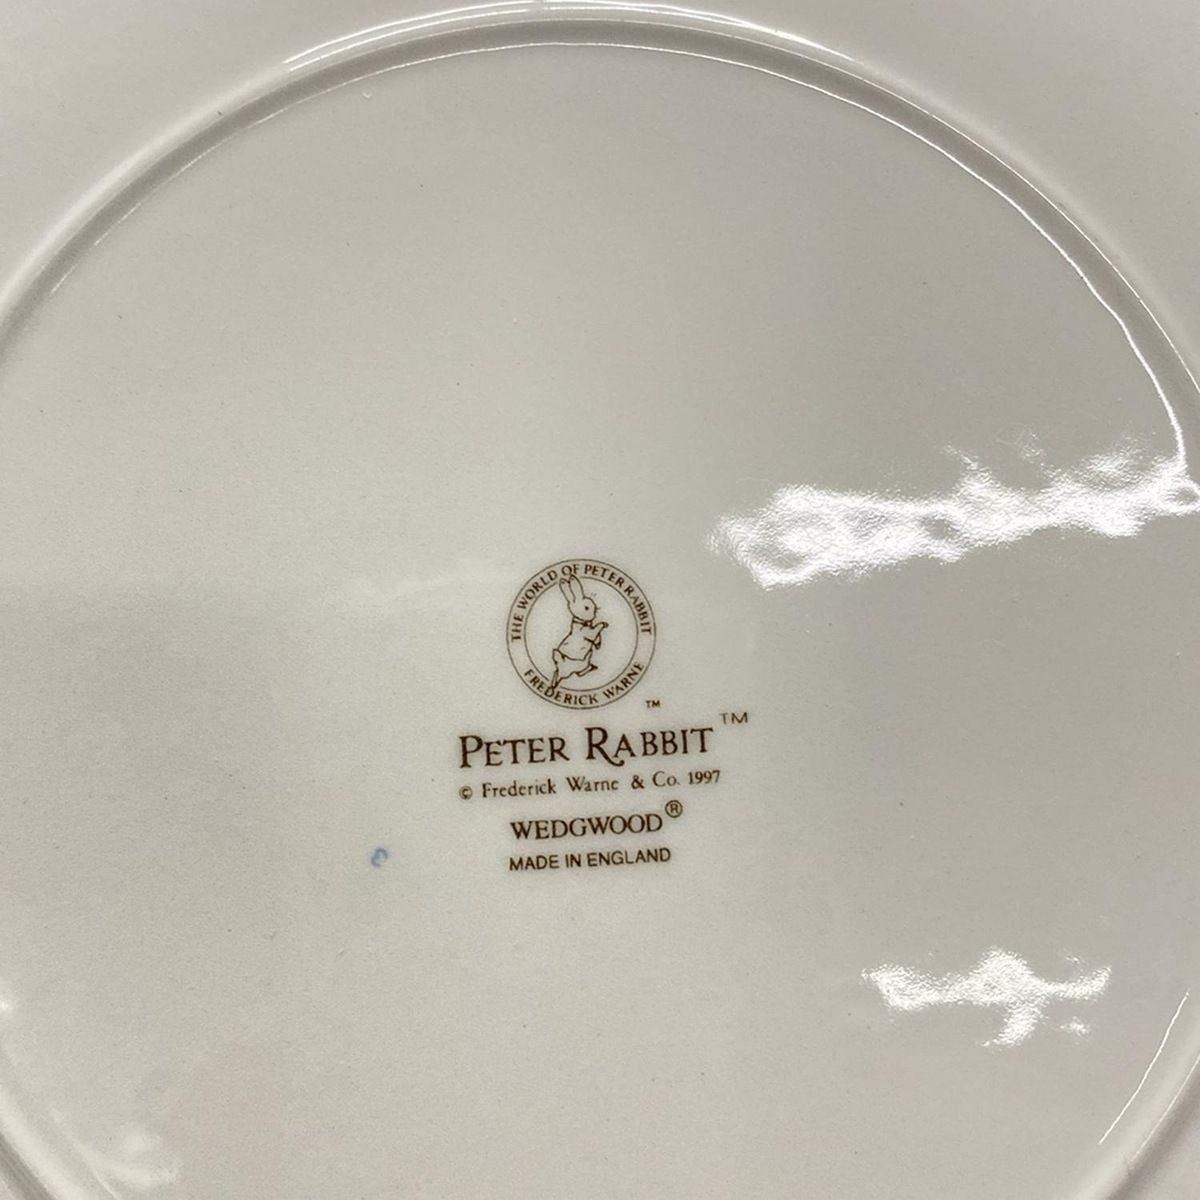 THE WORLD OF PETER RABBIT
FREDERICK WARNE
TM
PETER RABBIT TM
© Frederick Warne & Co. 1997
WEDGWOOD®
MADE IN ENGLAND